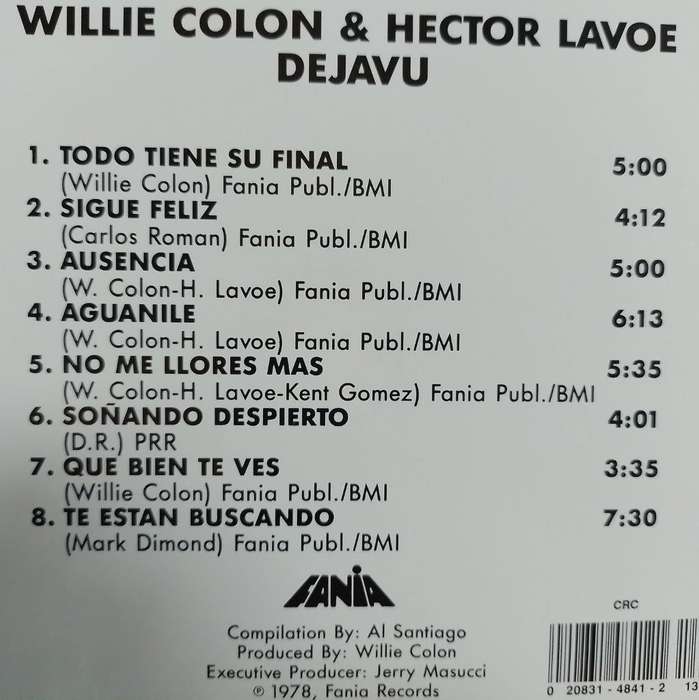 WILLIE COLON & HECTOR LAVOE
DEJAVU
1. TODO TIENE SU FINAL 5:00
(Willie Colon) Fania Publ./BMI
2. SIGUE FELIZ 4:12
(Carlos Roman) Fania Publ./BMI
3. AUSENCIA 5:00
(W. Colon-H. Lavoe) Fania Publ./BMI
4. AGUANILE 6:13
(W. Colon-H. Lavoe) Fania Publ./BMI
5. NO ME LLORES MAS 5:35
(W. Colon-H. Lavoe-Kent Gomez) Fania Publ./BMI
6. SOÑANDO DESPIERTO 4:01
(D.R.) PRR
7. QUE BIEN TE VES 3:35
(Willie Colon) Fania Publ./BMI
8. TE ESTAN BUSCANDO 7:30
(Mark Dimond) Fania Publ./BMI
FANIA
CRC
Compilation By: Al Santiago
Produced By: Willie Colon
Executive Producer: Jerry Masucci
℗ 1978, Fania Records
0 20831-4841-2 13